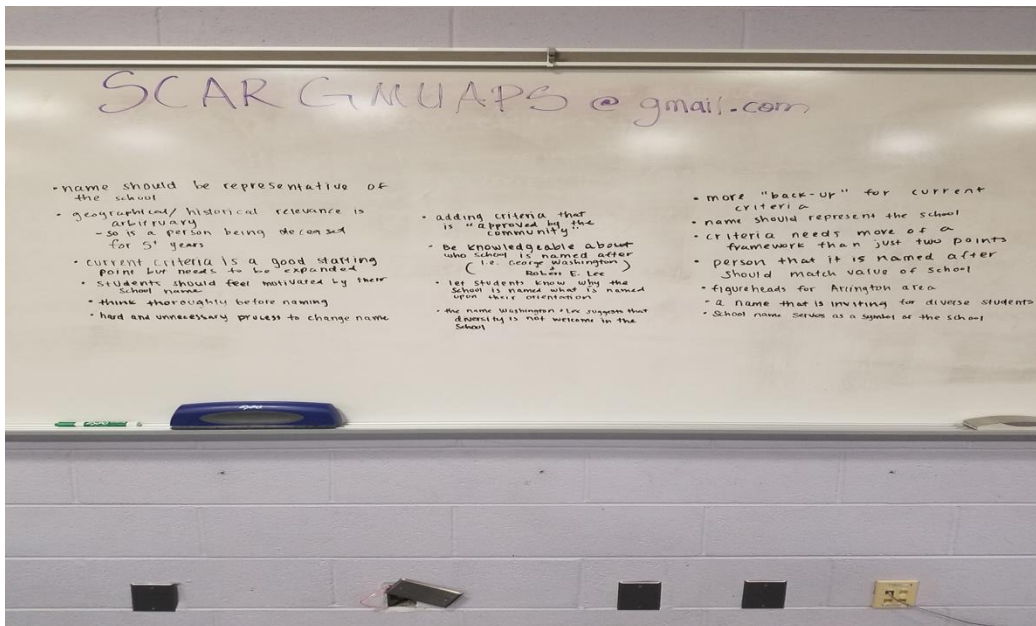 SCAR GMUAPS @ gmail.com
• name should be representative of
the school
• geographical/ historical relevance is
arbitrary
- so is a person being deceased
for 5+ years
• current criteria is a good starting
point but needs to be expanded
• students should feel motivated by their
school name
• think thoroughly before naming
• hard and unnecessary process to change name
• adding criteria that
is "approved by the
community"
• Be knowledgeable about
who school is named after
(i.e. George Washington
+
Robert E. Lee)
• let students know why the
school is named what is named
upon their orientation
• the name Washington + Lee suggests that
diversity is not welcome in the
school
• more "back-up" for current
criteria
• name should represent the school
• criteria needs more of a
framework than just two points
• person that it is named after
should match value of school
• figureheads for Arlington area
- a name that is inviting for diverse students
• School name serves as a symbol of the school
EXPO
EXPO